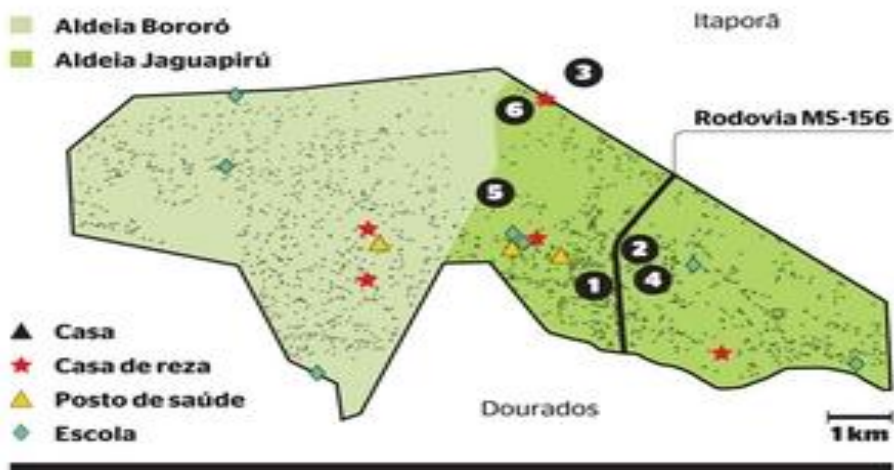 Aldeia Bororó
Aldeia Jaguapirú
Itaporã
Rodovia MS-156
3
6
5
2
1
4
Casa
Casa de reza
Posto de saúde
Escola
Dourados
1 km